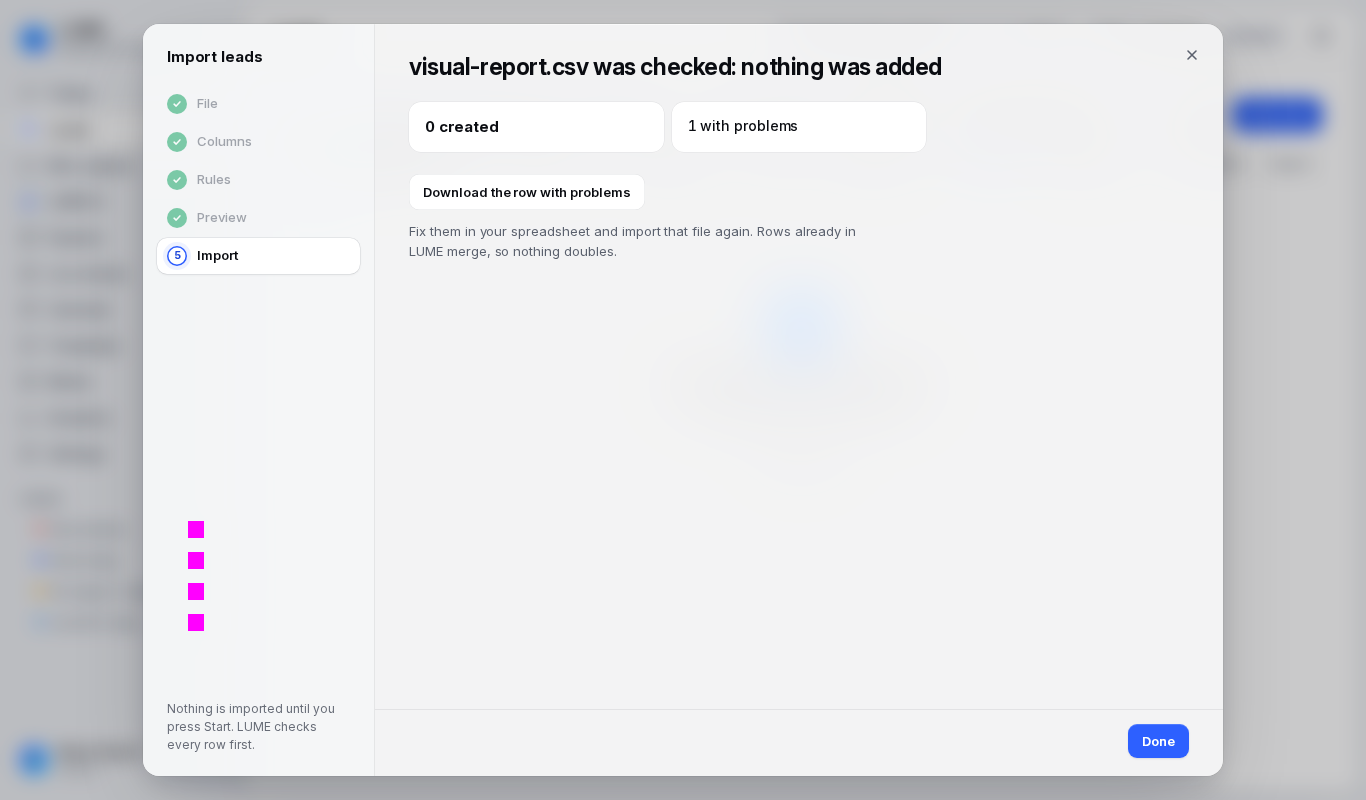 Import leads
File
Columns
Rules
Preview
5 Import
Nothing is imported until you
press Start. LUME checks
every row first.
visual-report.csv was checked: nothing was added
0 created
1 with problems
Download the row with problems
Fix them in your spreadsheet and import that file again. Rows already in
LUME merge, so nothing doubles.
Done